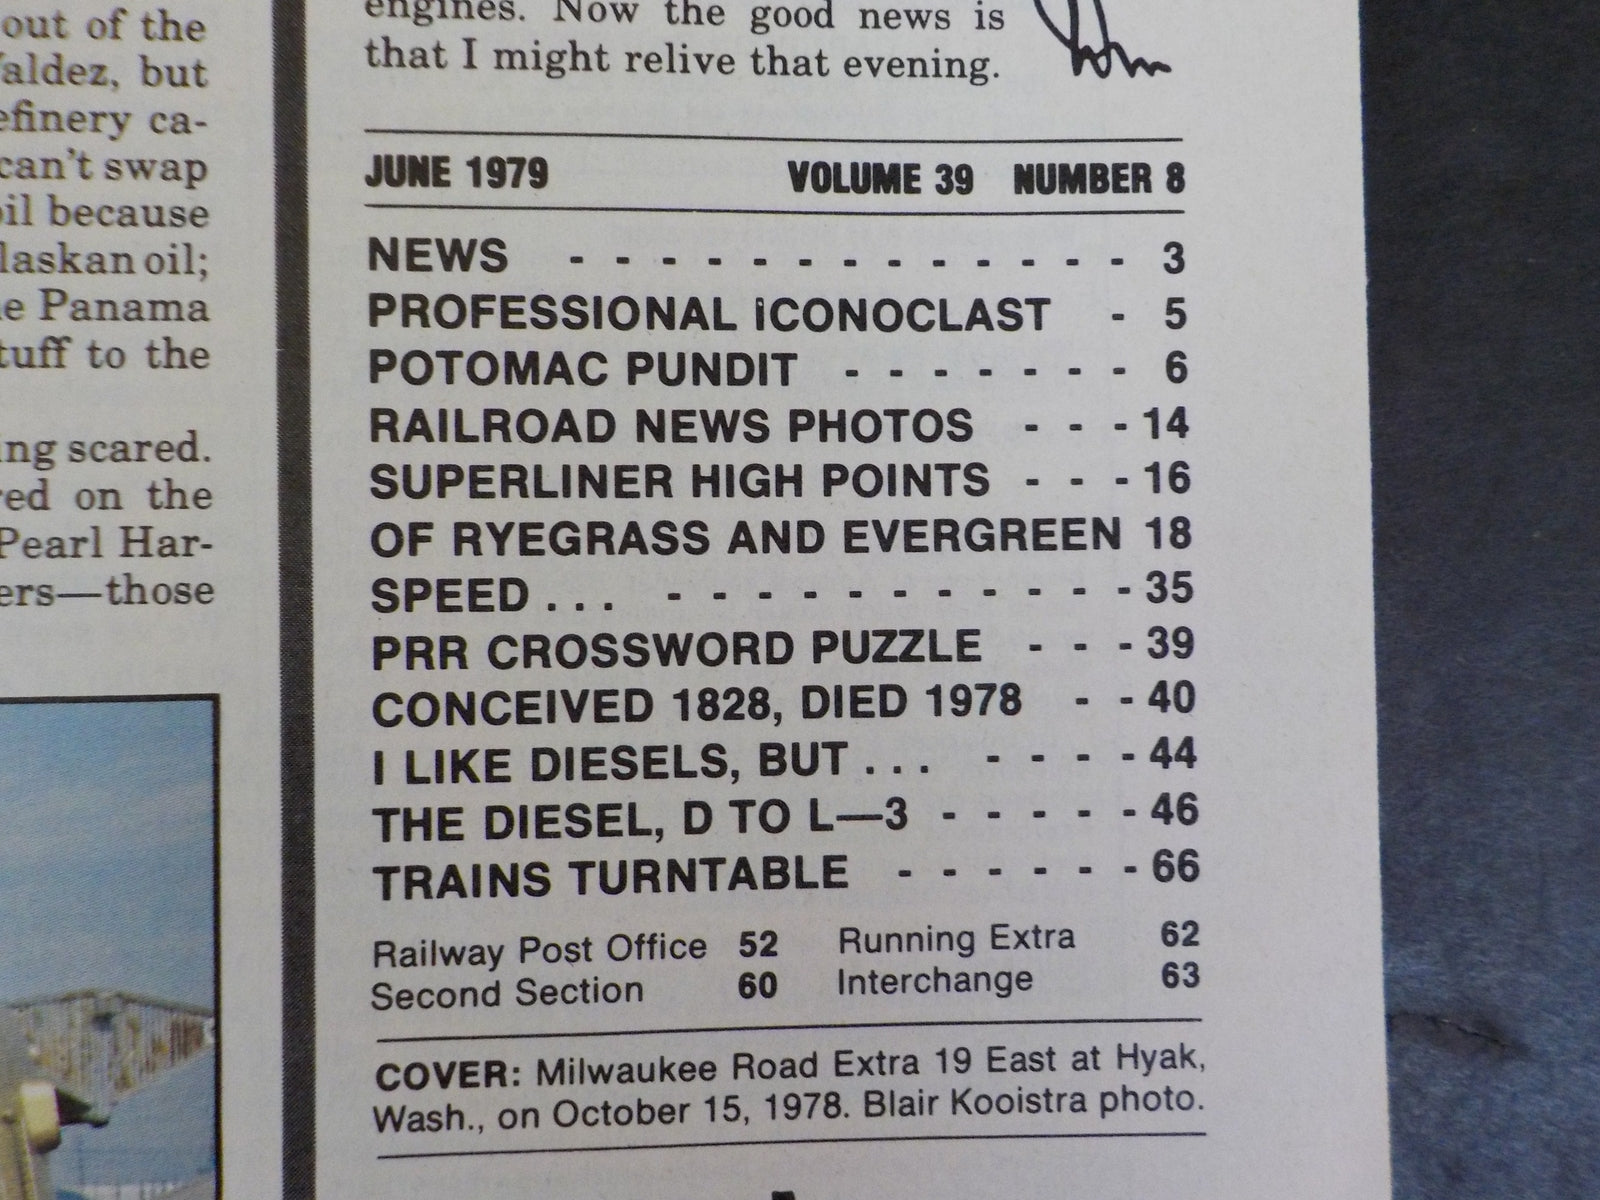 out of the
aldez, but
efinery ca-
can't swap
oil because
laskan oil;
e Panama
tuff to the
ing scared.
red on the
Pearl Har-
ers—those
engines. Now the good news is
that I might relive that evening.
JUNE 1979 VOLUME 39 NUMBER 8
NEWS - - - - - - - - - - - - - 3
PROFESSIONAL iCONOCLAST - 5
POTOMAC PUNDIT - - - - - - - 6
RAILROAD NEWS PHOTOS - - - 14
SUPERLINER HIGH POINTS - - - 16
OF RYEGRASS AND EVERGREEN 18
SPEED . . . - - - - - - - - - - - - 35
PRR CROSSWORD PUZZLE - - - 39
CONCEIVED 1828, DIED 1978 - - 40
I LIKE DIESELS, BUT . . . - - - - 44
THE DIESEL, D TO L—3 - - - - - 46
TRAINS TURNTABLE - - - - - - 66
Railway Post Office 52 Running Extra 62
Second Section 60 Interchange 63
COVER: Milwaukee Road Extra 19 East at Hyak,
Wash., on October 15, 1978. Blair Kooistra photo.